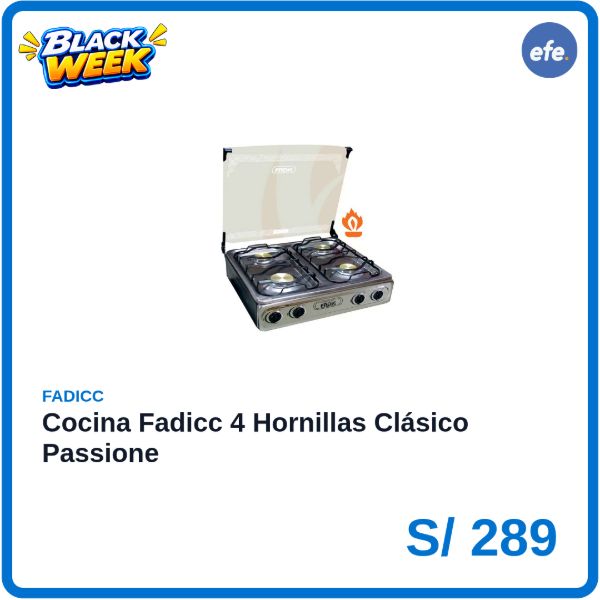 BLACK
WEEK
efe.
FADICC
Cocina Fadicc 4 Hornillas Clásico
Passione
S/ 289